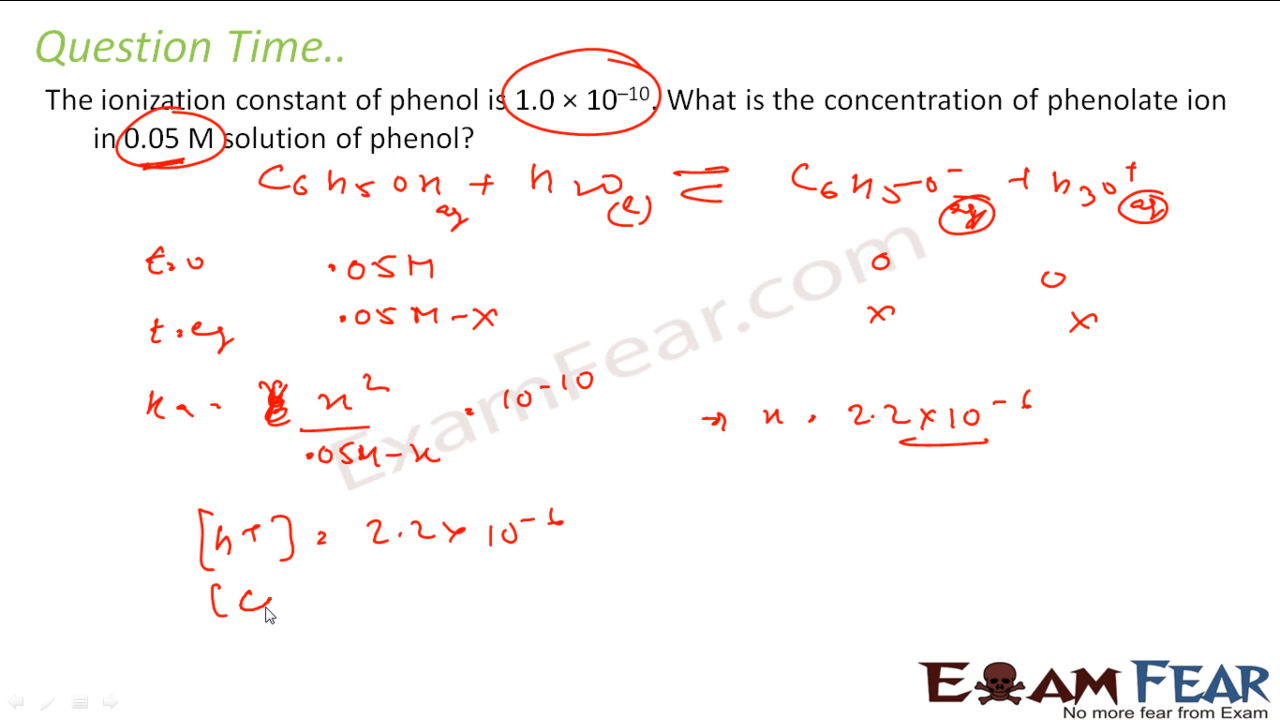 Question Time..
The ionization constant of phenol is 1.0 × 10–10. What is the concentration of phenolate ion
in 0.05 M solution of phenol?
C6H5OH aq + H2O (l) ⇌ C6H5–O– aq + H3O+ aq
t=0 .05M 0 0
t=eq .05M–x x x
Ka = x2 / .05M–x = 10–10 → x = 2.2×10–6
[H+] = 2.2×10–6
[C
ExamFear.com
EXAM FEAR
No more fear from Exam